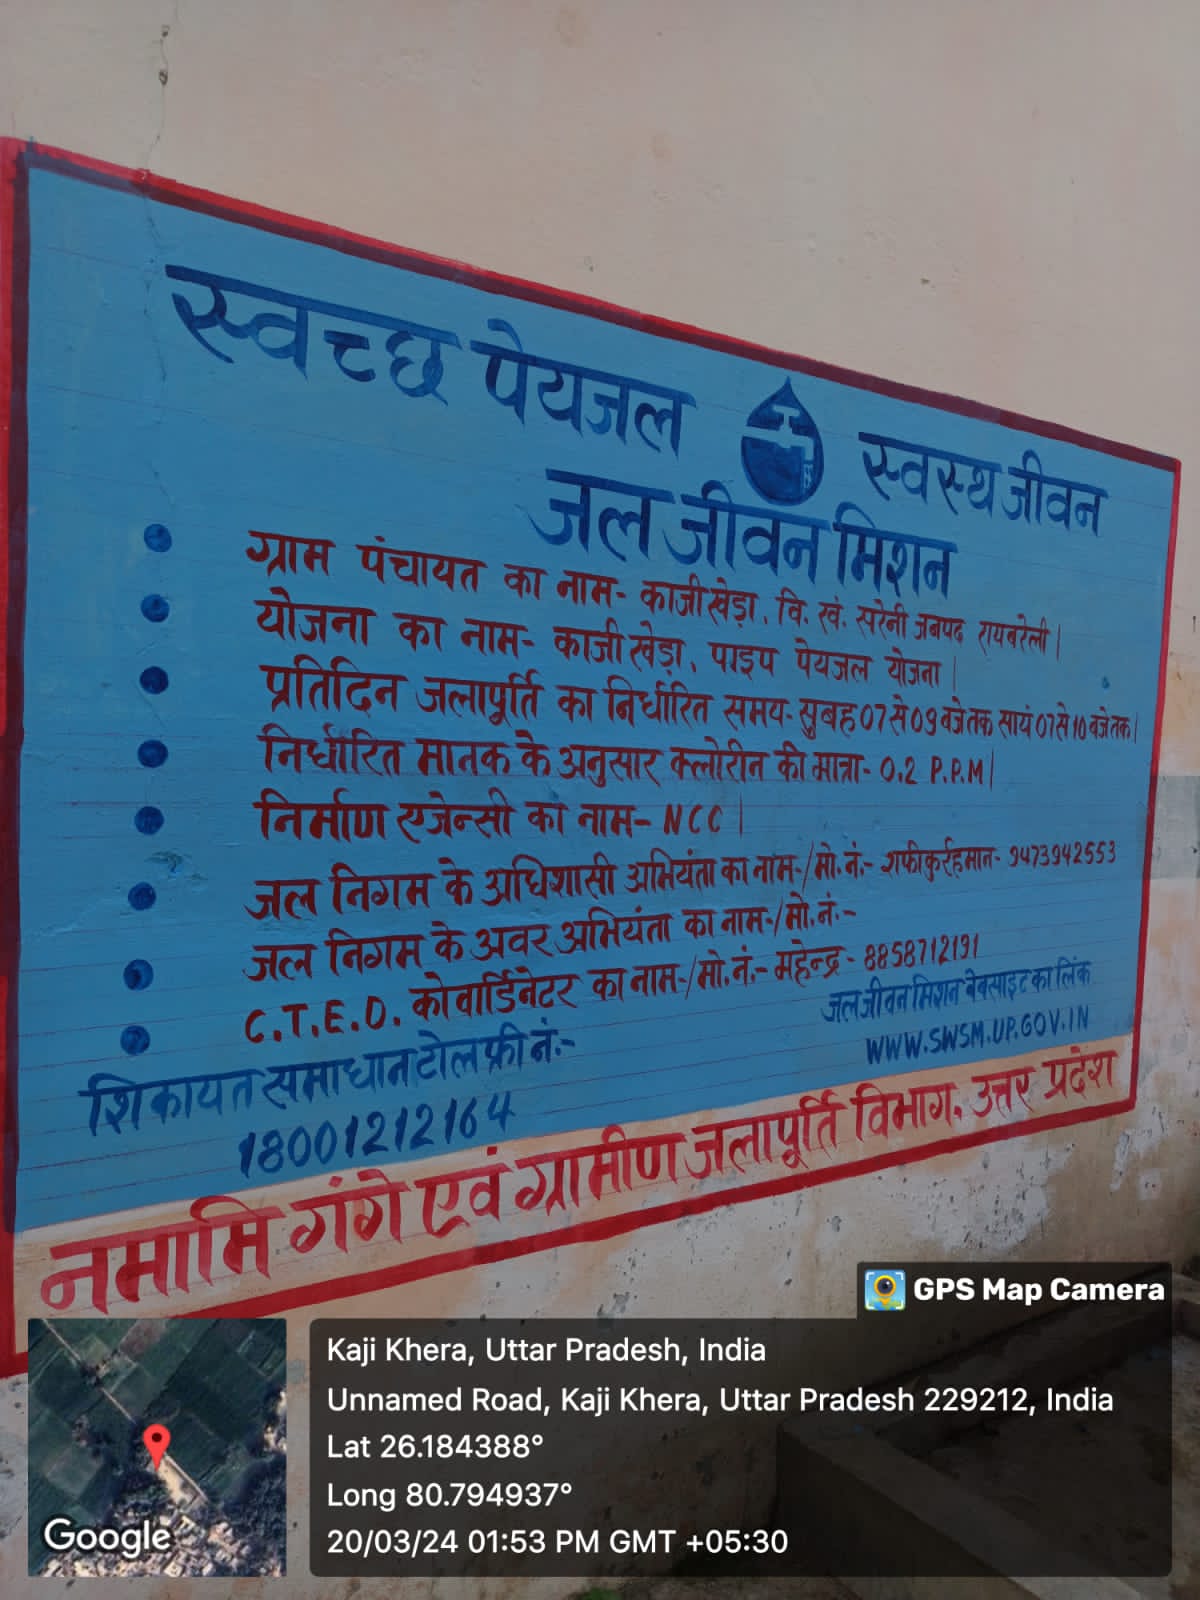 स्वच्छ पेयजल स्वस्थ जीवन
जल जीवन मिशन
ग्राम पंचायत का नाम- काजी खेड़ा, वि. खं. सरेनी जनपद रायबरेली।
योजना का नाम- काजी खेड़ा, पाइप पेयजल योजना।
प्रतिदिन जलापूर्ति का निर्धारित समय- सुबह 07 से 09 बजे तक सायं 07 से 10 बजे तक।
निर्धारित मानक के अनुसार क्लोरीन की मात्रा- 0.2 P.P.M।
निर्माण एजेन्सी का नाम- NCC।
जल निगम के अधिशासी अभियंता का नाम-/मो.नं:- शफीकुर्रहमान- 9473942553
जल निगम के अवर अभियंता का नाम-/मो.नं:-
C.T.E.D. कोवार्डिनेटर का नाम-/मो.नं:- महेन्द्र- 8858712191
शिकायत समाधान टोल फ्री नं:-
18001212164
जल जीवन मिशन बेबसाइट का लिंक
WWW.SWSM.UP.GOV.IN
नमामि गंगे एवं ग्रामीण जलापूर्ति विभाग, उत्तर प्रदेश
GPS Map Camera
Kaji Khera, Uttar Pradesh, India
Unnamed Road, Kaji Khera, Uttar Pradesh 229212, India
Lat 26.184388°
Long 80.794937°
20/03/24 01:53 PM GMT +05:30
Google